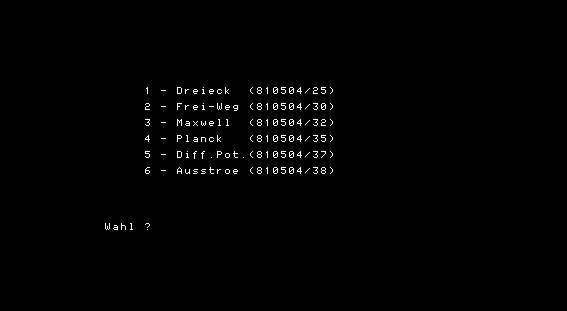 1 - Dreieck  (810504/25)
2 - Frei-Weg (810504/30)
3 - Maxwell  (810504/32)
4 - Planck   (810504/35)
5 - Diff.Pot.(810504/37)
6 - Ausstroe (810504/38)
Wahl ?